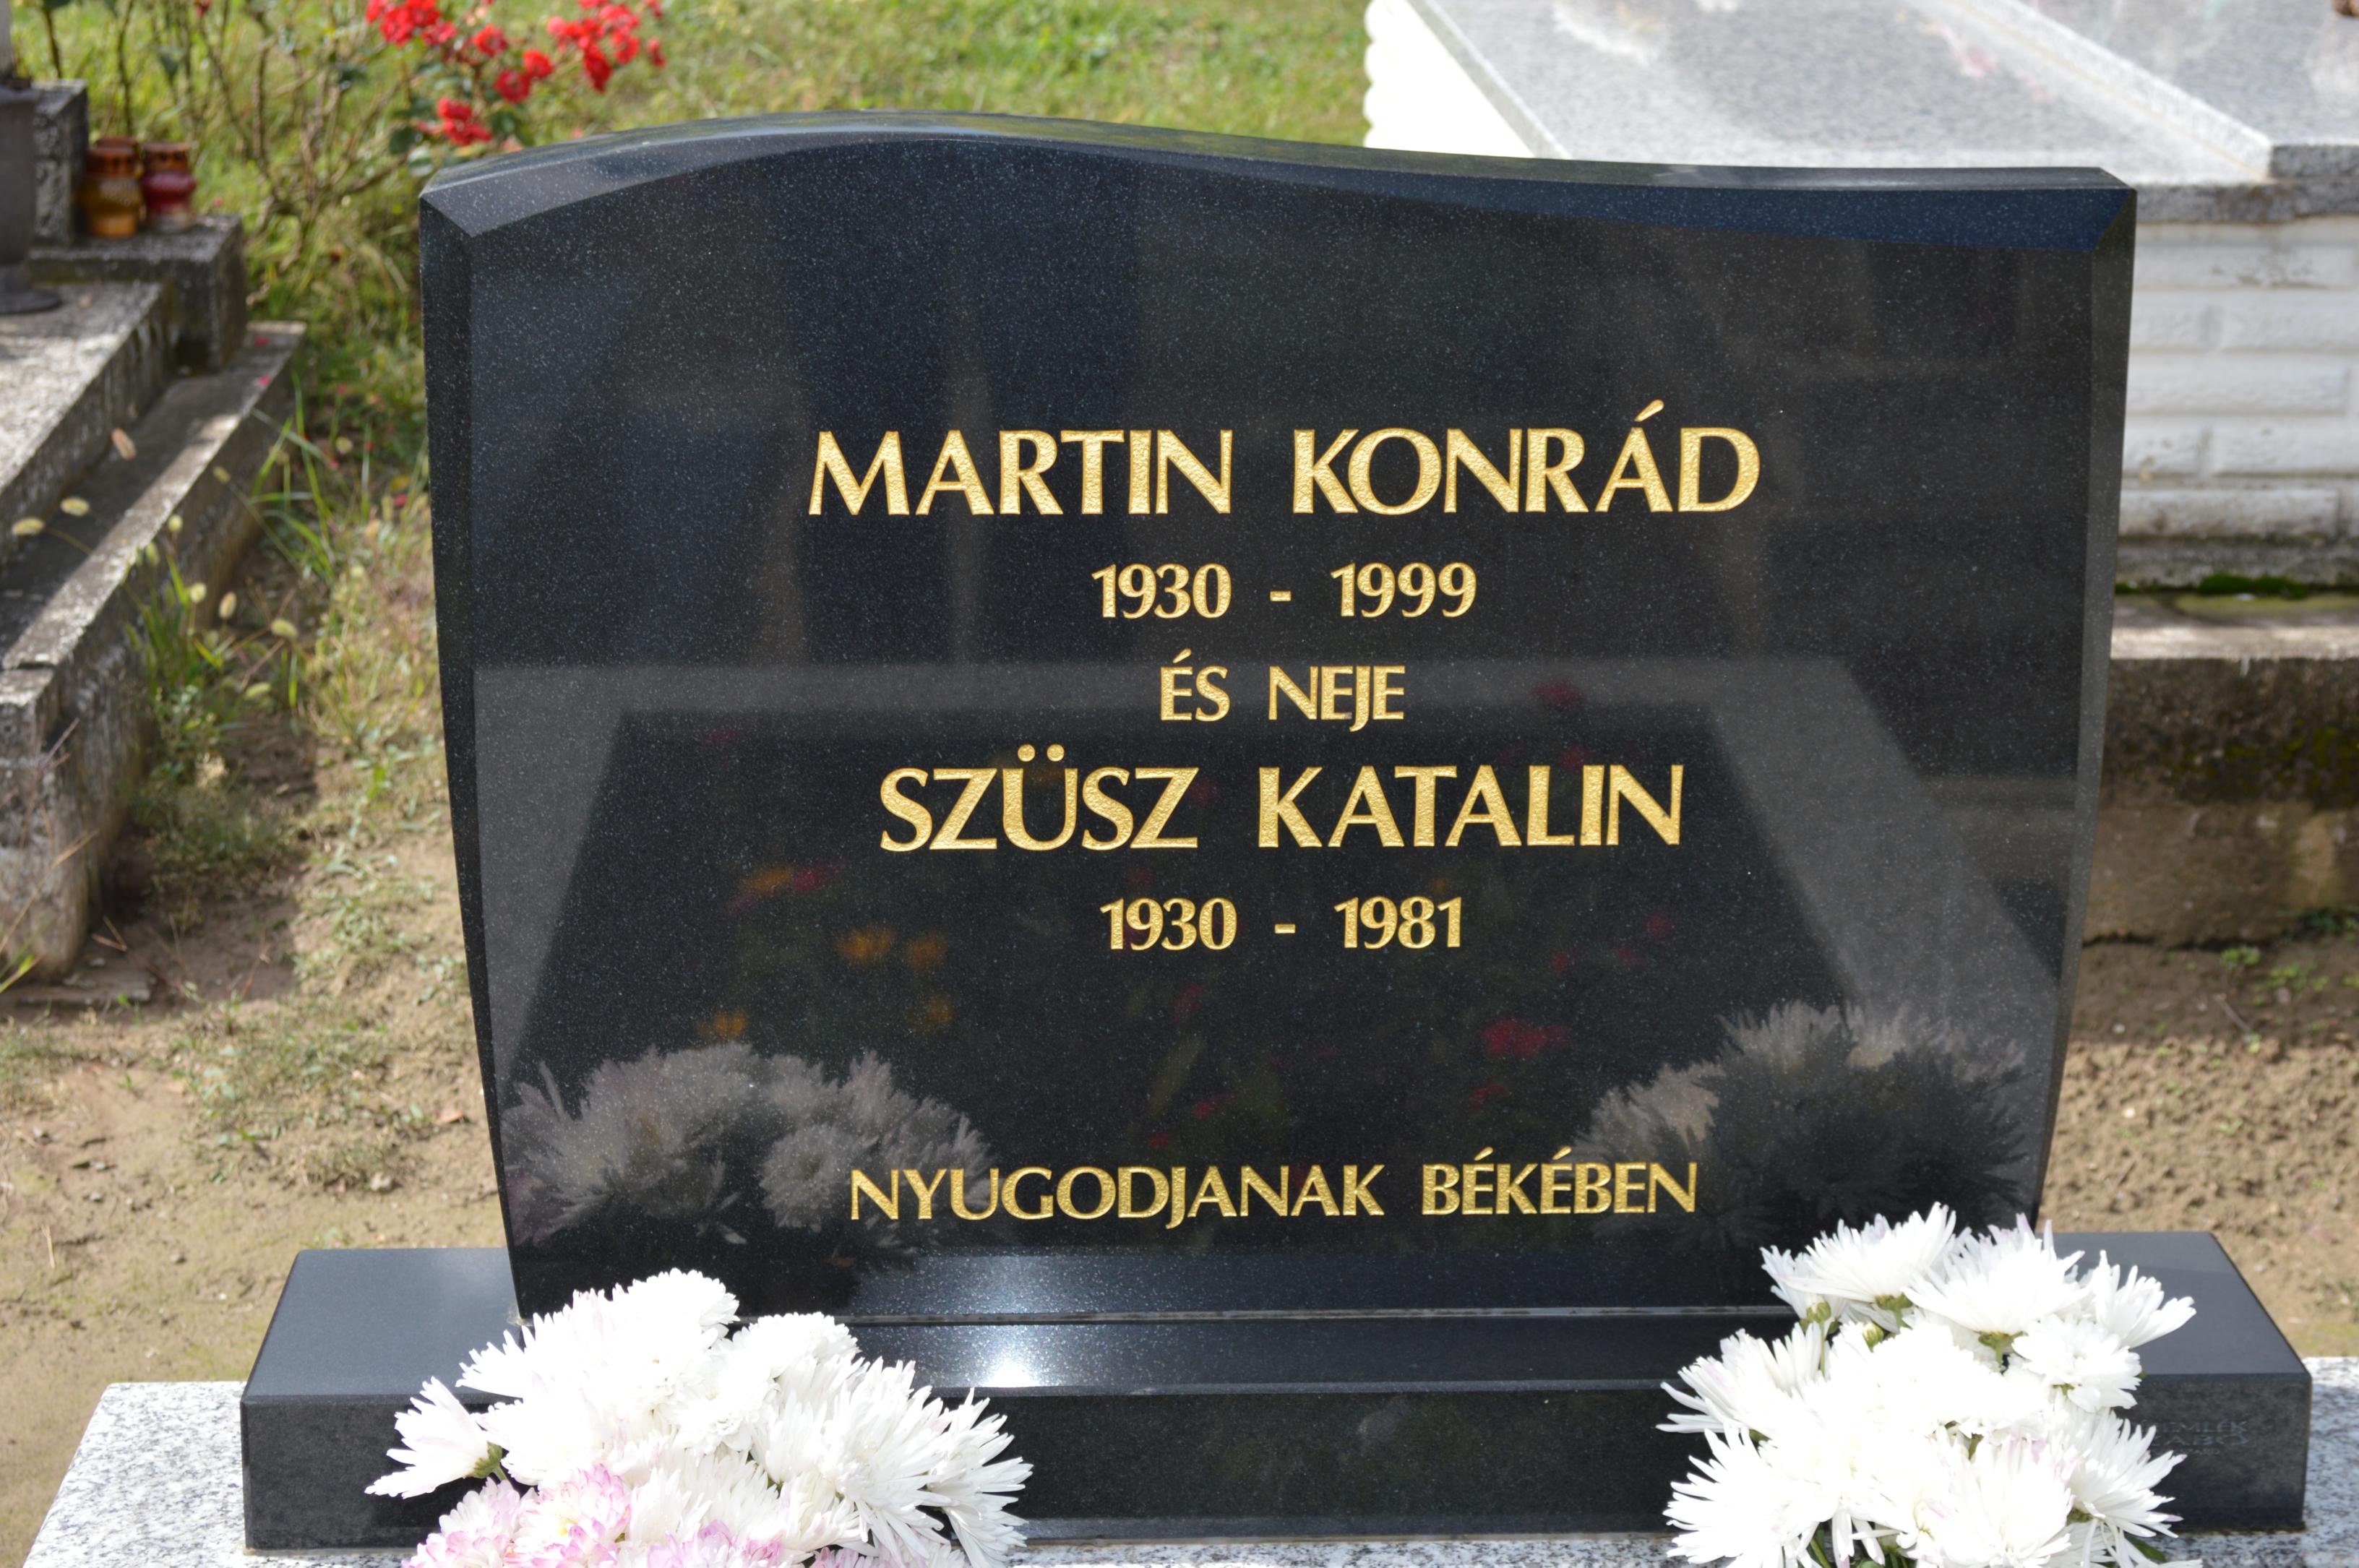 MARTIN KONRÁD
1930 - 1999
ÉS NEJE
SZÜSZ KATALIN
1930 - 1981
NYUGODJANAK BÉKÉBEN